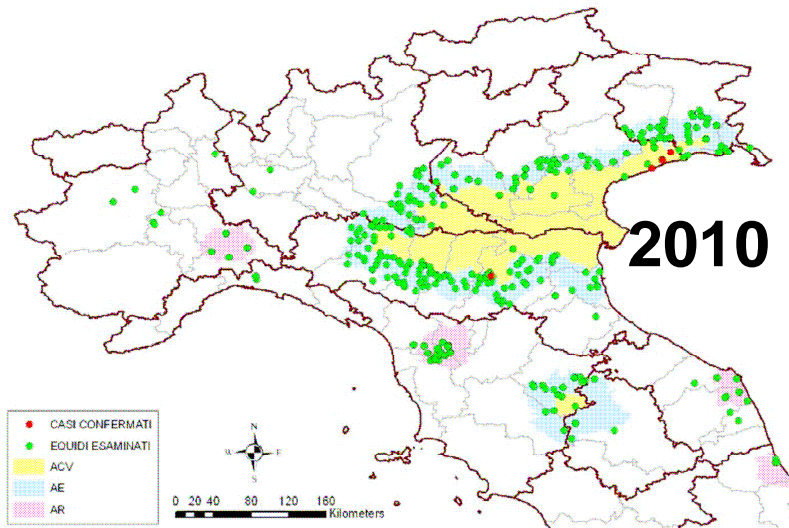 2010
CASI CONFERMATI
EQUIDI ESAMINATI
ACV
AE
AR
N
W E
S
0 20 40 80 120 160
Kilometers